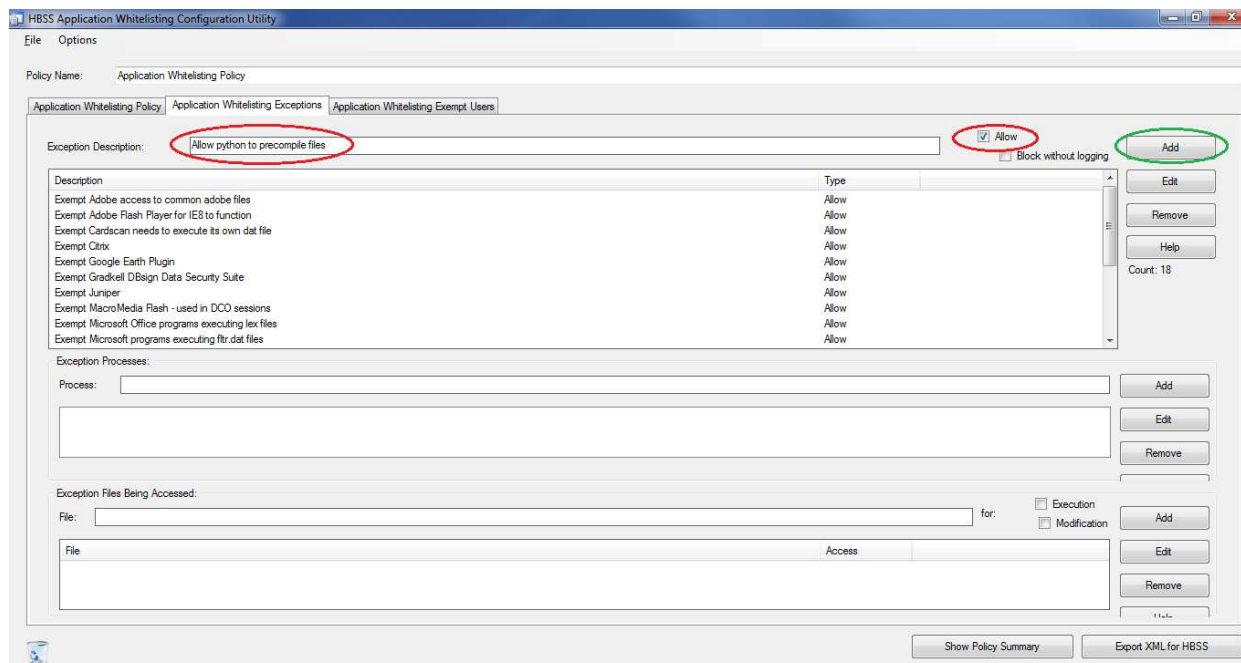 HBSS Application Whitelisting Configuration Utility
File Options
Policy Name: Application Whitelisting Policy
Application Whitelisting Policy Application Whitelisting Exceptions Application Whitelisting Exempt Users
Exception Description: Allow python to precompile files Allow Add
Block without logging
Description Type Edit
Exempt Adobe access to common adobe files Allow
Exempt Adobe Flash Player for IE8 to function Allow Remove
Exempt Cardscan needs to execute its own dat file Allow
Exempt Citrix Allow Help
Exempt Google Earth Plugin Allow
Exempt Gradkell DBsign Data Security Suite Allow Count: 18
Exempt Juniper Allow
Exempt MacroMedia Flash - used in DCO sessions Allow
Exempt Microsoft Office programs executing lex files Allow
Exempt Microsoft programs executing fltr.dat files Allow
Exception Processes:
Process: Add
Edit
Remove
Exception Files Being Accessed:
File: for: Execution Add
Modification
File Access Edit
Remove
Help
Show Policy Summary Export XML for HBSS